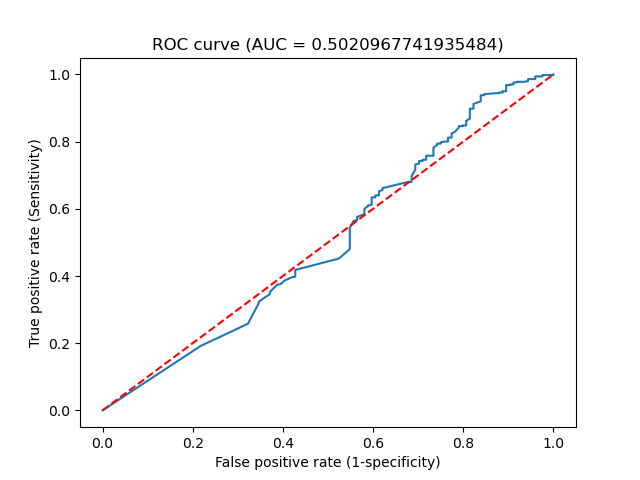 ROC curve (AUC = 0.5020967741935484)
True positive rate (Sensitivity)
1.0
0.8
0.6
0.4
0.2
0.0
0.0 0.2 0.4 0.6 0.8 1.0
False positive rate (1-specificity)